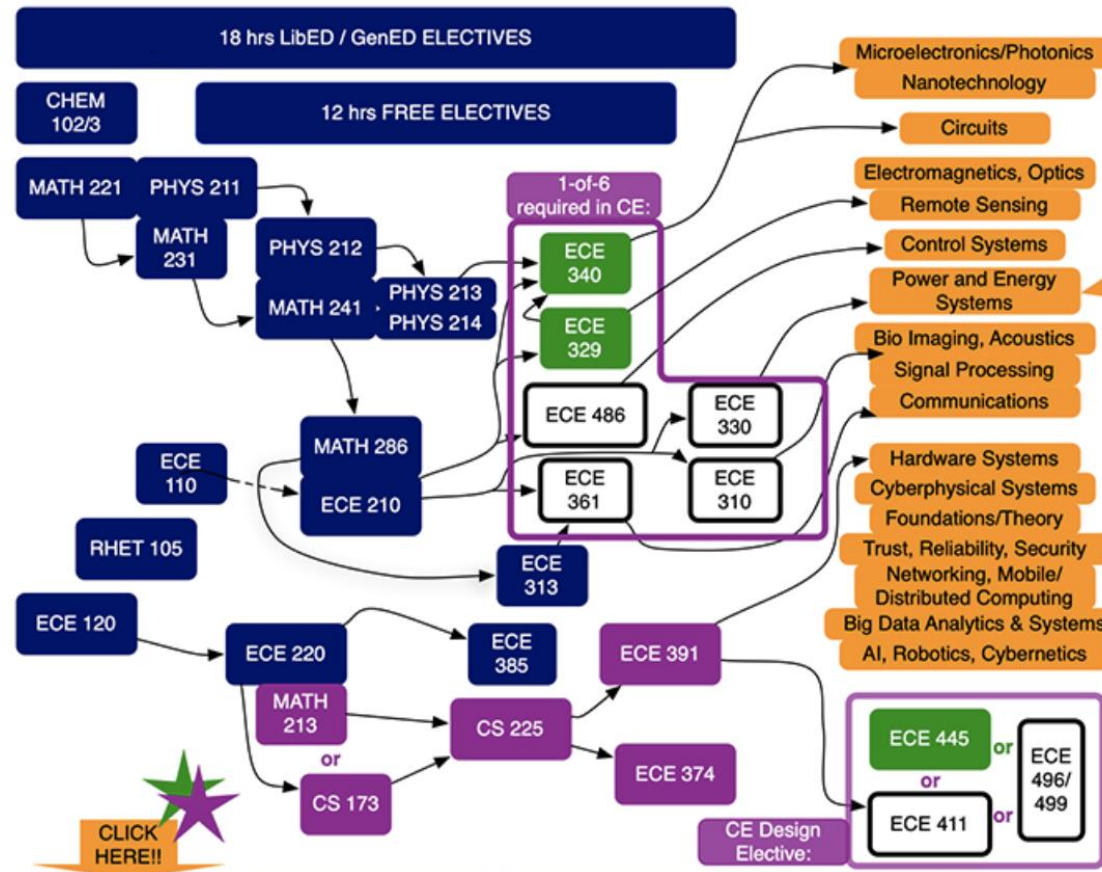 18 hrs LibED / GenED ELECTIVES
CHEM
102/3
12 hrs FREE ELECTIVES
MATH 221
PHYS 211
MATH
231
PHYS 212
MATH 241
PHYS 213
PHYS 214
1-of-6
required in CE:
ECE
340
ECE
329
ECE 486
ECE
330
ECE
361
ECE
310
MATH 286
ECE
110
ECE 210
RHET 105
ECE
313
ECE 120
ECE 220
ECE
385
MATH
213
or
CS 173
CS 225
ECE 391
ECE 374
Microelectronics/Photonics
Nanotechnology
Circuits
Electromagnetics, Optics
Remote Sensing
Control Systems
Power and Energy
Systems
Bio Imaging, Acoustics
Signal Processing
Communications
Hardware Systems
Cyberphysical Systems
Foundations/Theory
Trust, Reliability, Security
Networking, Mobile/
Distributed Computing
Big Data Analytics & Systems
AI, Robotics, Cybernetics
CE Design
Elective:
ECE 445
or
ECE
496/
499
or
ECE 411
or
CLICK
HERE!!